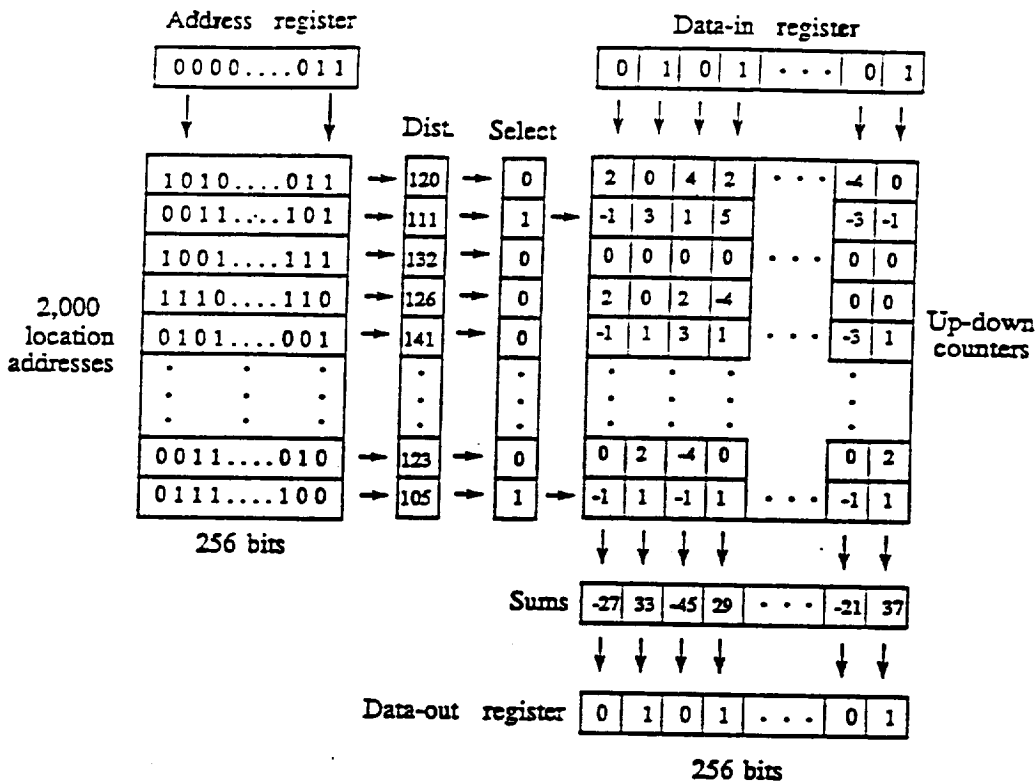 Address register
Data-in register
0000....011
0 1 0 1 · · · 0 1
Dist. Select
1010....011 120 0 2 0 4 2 · · · -4 0
0011....101 111 1 -1 3 1 5 -3 -1
1001....111 132 0 0 0 0 0 · · · 0 0
1110....110 126 0 2 0 2 -4 0 0
0101....001 141 0 -1 1 3 1 · · · -3 1
2,000
location
addresses
Up-down
counters
0011....010 123 0 0 2 -4 0 0 2
0111....100 105 1 -1 1 -1 1 · · · -1 1
256 bits
Sums -27 33 -45 29 · · · -21 37
Data-out register 0 1 0 1 · · · 0 1
256 bits